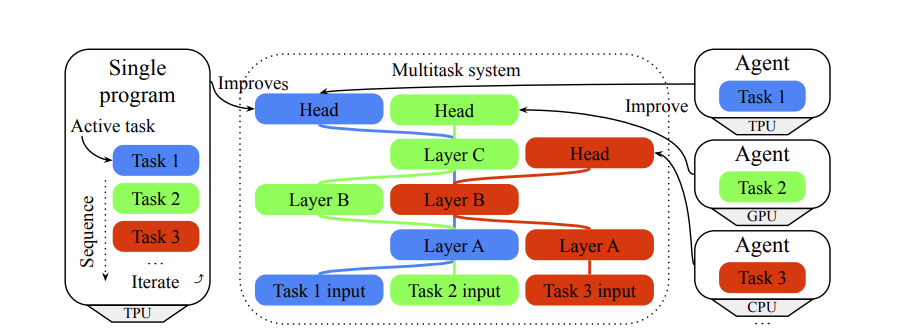 Single
program
Active task
Task 1
Task 2
Task 3
...
Sequence
Iterate
TPU
Improves
Multitask system
Improve
Head
Head
Layer C
Head
Layer B
Layer B
Layer A
Layer A
Task 1 input
Task 2 input
Task 3 input
Agent
Task 1
TPU
Agent
Task 2
GPU
Agent
Task 3
CPU
...